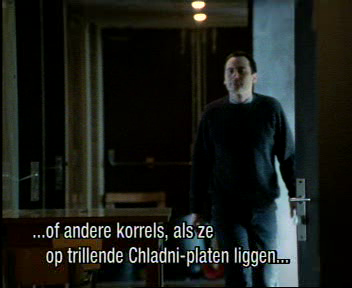 ...of andere korrels, als ze
op trillende Chladni-platen liggen...